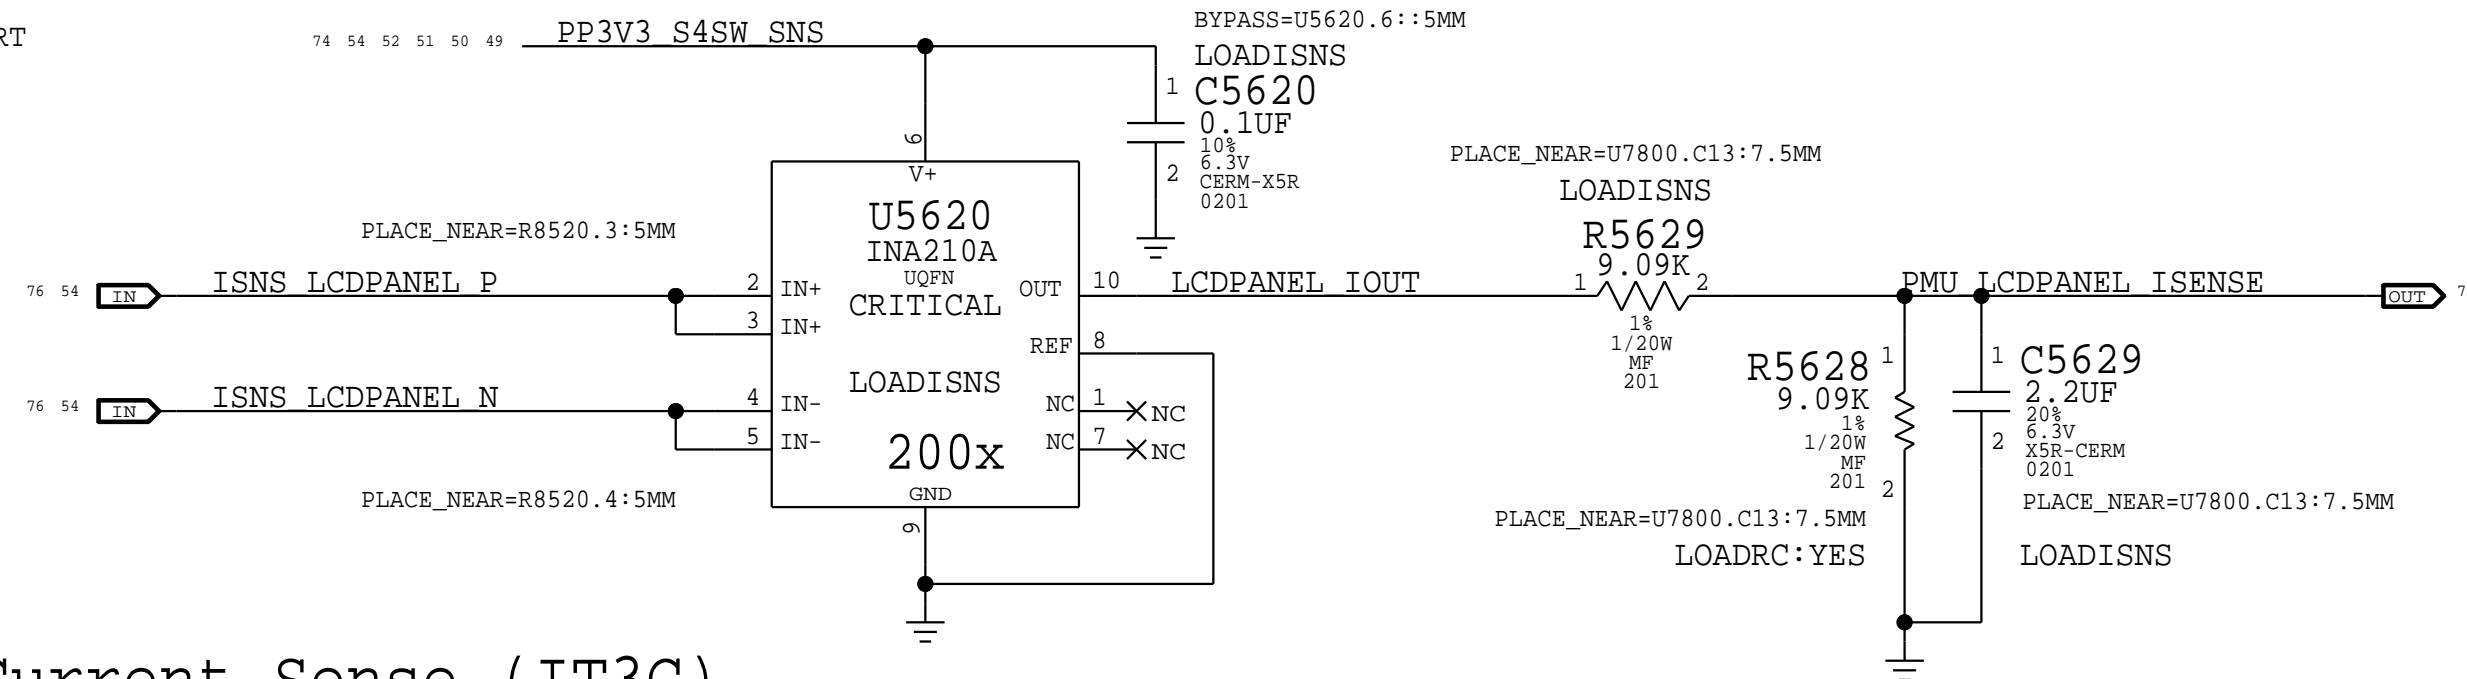 RT
74 54 52 51 50 49
PP3V3_S4SW_SNS
BYPASS=U5620.6::5MM
LOADISNS
1
C5620
0.1UF
10%
6.3V
2
CERM-X5R
0201
6
V+
U5620
INA210A
UQFN
CRITICAL
LOADISNS
200x
GND
9
PLACE_NEAR=R8520.3:5MM
76 54
IN
ISNS_LCDPANEL_P
2
IN+
3
IN+
76 54
IN
ISNS_LCDPANEL_N
4
IN-
5
IN-
PLACE_NEAR=R8520.4:5MM
OUT
10
LCDPANEL_IOUT
REF
8
NC
1
NC
NC
7
NC
PLACE_NEAR=U7800.C13:7.5MM
LOADISNS
R5629
9.09K
1
2
1%
1/20W
MF
201
PMU_LCDPANEL_ISENSE
OUT
7
R5628
1
9.09K
1%
1/20W
MF
201
2
PLACE_NEAR=U7800.C13:7.5MM
LOADRC:YES
1
C5629
2.2UF
20%
6.3V
2
X5R-CERM
0201
PLACE_NEAR=U7800.C13:7.5MM
LOADISNS
Current Sense (IT3C)